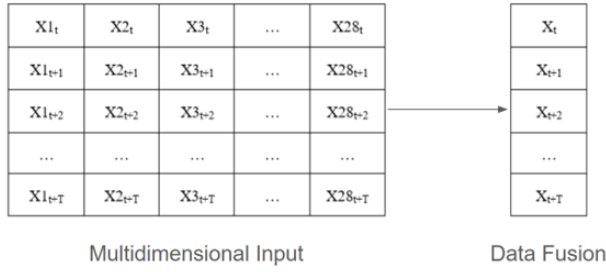 X1ₜ X2ₜ X3ₜ ... X28ₜ Xₜ
X1ₜ₊₁ X2ₜ₊₁ X3ₜ₊₁ ... X28ₜ₊₁ Xₜ₊₁
X1ₜ₊₂ X2ₜ₊₂ X3ₜ₊₂ ... X28ₜ₊₂ Xₜ₊₂
... ... ... ... ... ...
X1t+T X2t+T X3t+T ... X28t+T Xt+T
Multidimensional Input Data Fusion